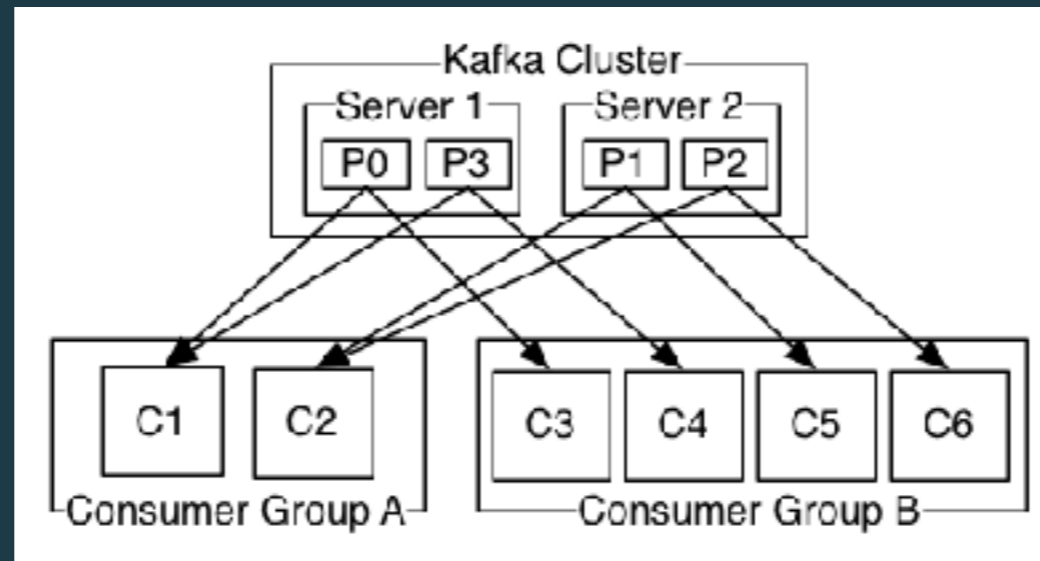 Kafka Cluster
Server 1 Server 2
P0 P3 P1 P2
C1 C2 C3 C4 C5 C6
Consumer Group A Consumer Group B